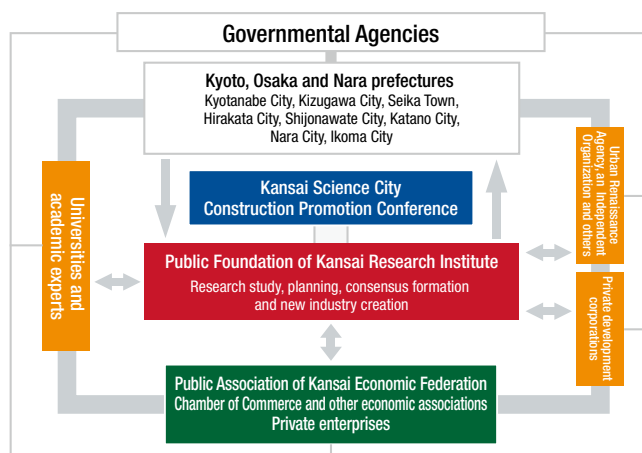 Governmental Agencies
Kyoto, Osaka and Nara prefectures
Kyotanabe City, Kizugawa City, Seika Town,
Hirakata City, Shijonawate City, Katano City,
Nara City, Ikoma City
Kansai Science City
Construction Promotion Conference
Universities and
academic experts
Public Foundation of Kansai Research Institute
Research study, planning, consensus formation
and new industry creation
Urban Renaissance
Agency, an Independent
Organization and others
Private development
corporations
Public Association of Kansai Economic Federation
Chamber of Commerce and other economic associations
Private enterprises